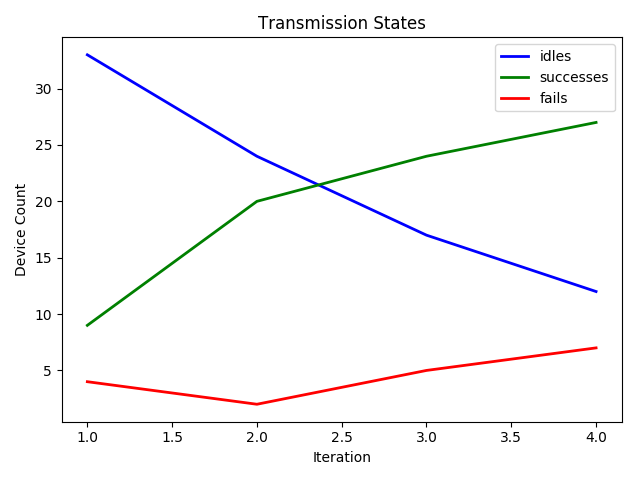 Transmission States
idles
successes
fails
Device Count
30
25
20
15
10
5
1.0 1.5 2.0 2.5 3.0 3.5 4.0
Iteration